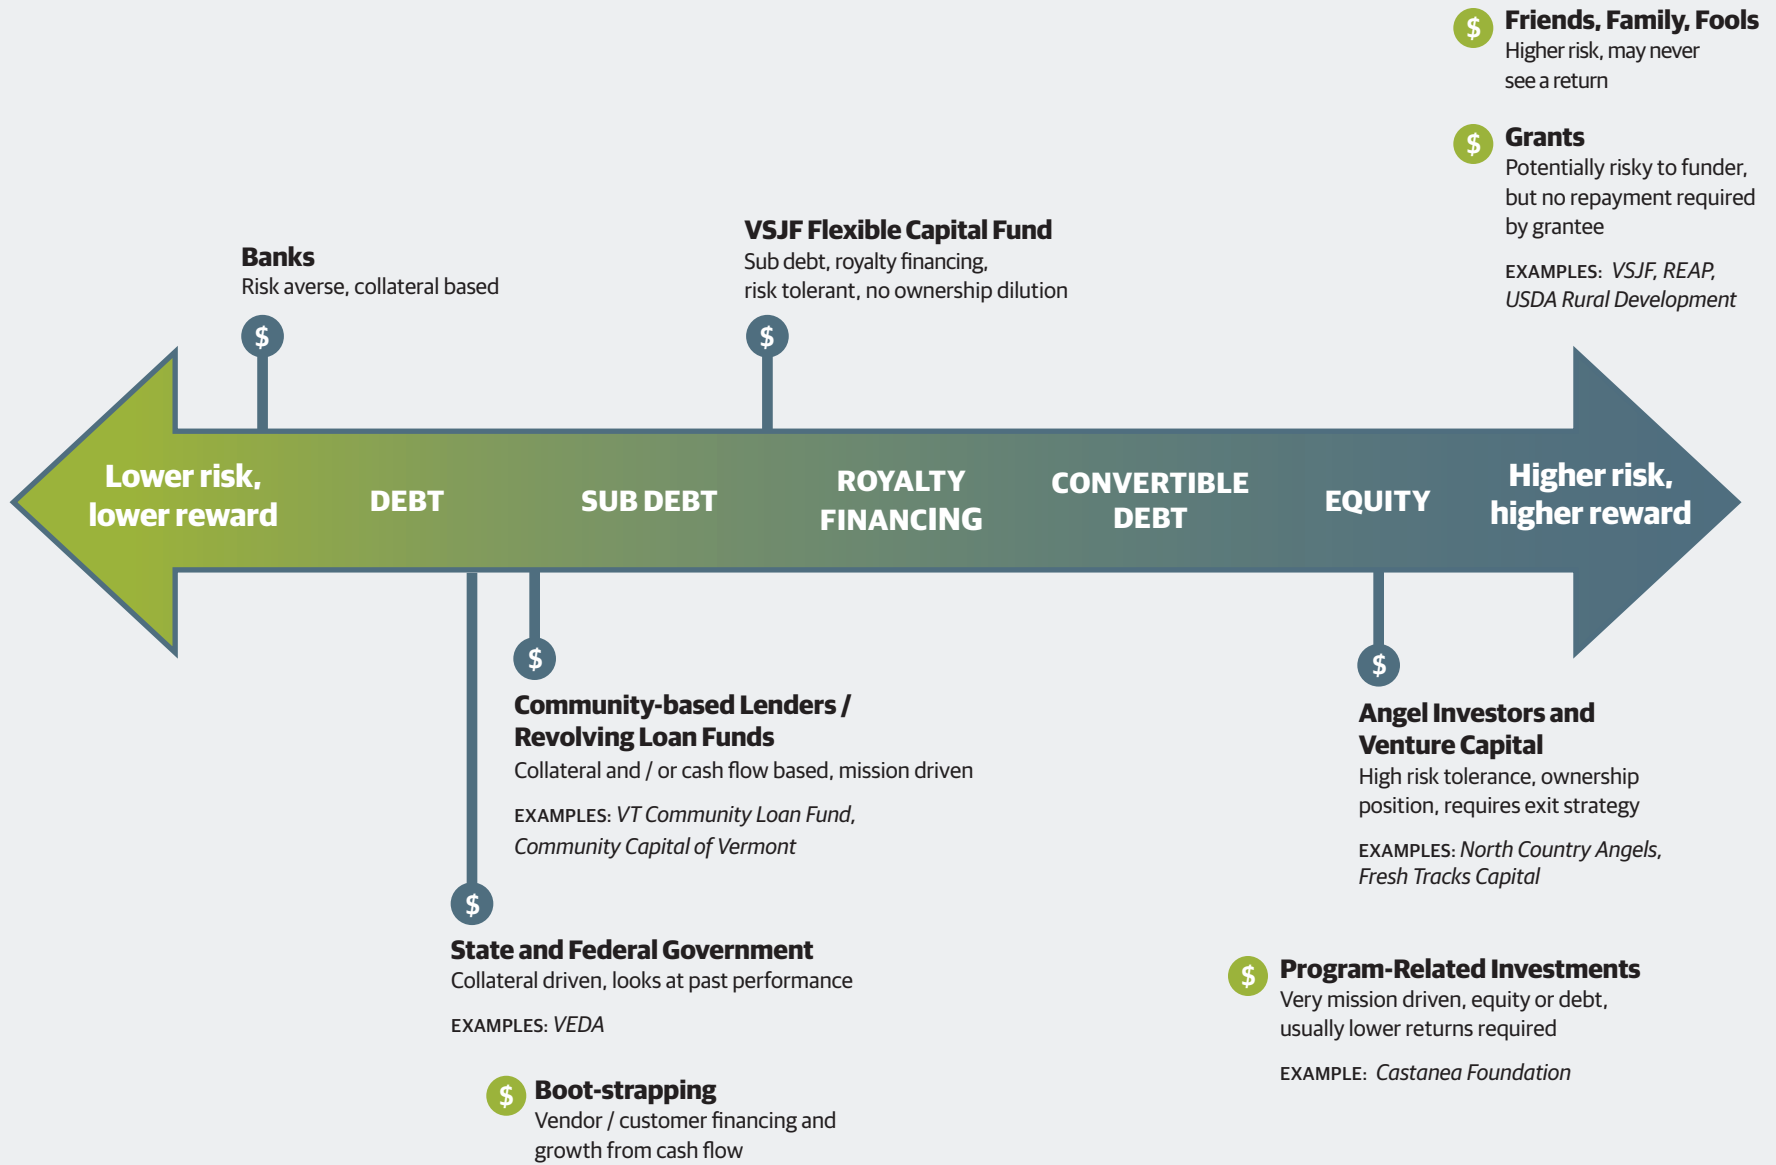 $ Friends, Family, Fools
Higher risk, may never
see a return
$ Grants
Potentially risky to funder,
but no repayment required
by grantee
EXAMPLES: VSJF, REAP,
USDA Rural Development
Banks
Risk averse, collateral based
$
VSJF Flexible Capital Fund
Sub debt, royalty financing,
risk tolerant, no ownership dilution
$
Lower risk,
lower reward
DEBT
SUB DEBT
ROYALTY
FINANCING
CONVERTIBLE
DEBT
EQUITY
Higher risk,
higher reward
$
Community-based Lenders /
Revolving Loan Funds
Collateral and / or cash flow based, mission driven
EXAMPLES: VT Community Loan Fund,
Community Capital of Vermont
$
Angel Investors and
Venture Capital
High risk tolerance, ownership
position, requires exit strategy
EXAMPLES: North Country Angels,
Fresh Tracks Capital
$
State and Federal Government
Collateral driven, looks at past performance
EXAMPLES: VEDA
$ Program-Related Investments
Very mission driven, equity or debt,
usually lower returns required
EXAMPLE: Castanea Foundation
$ Boot-strapping
Vendor / customer financing and
growth from cash flow